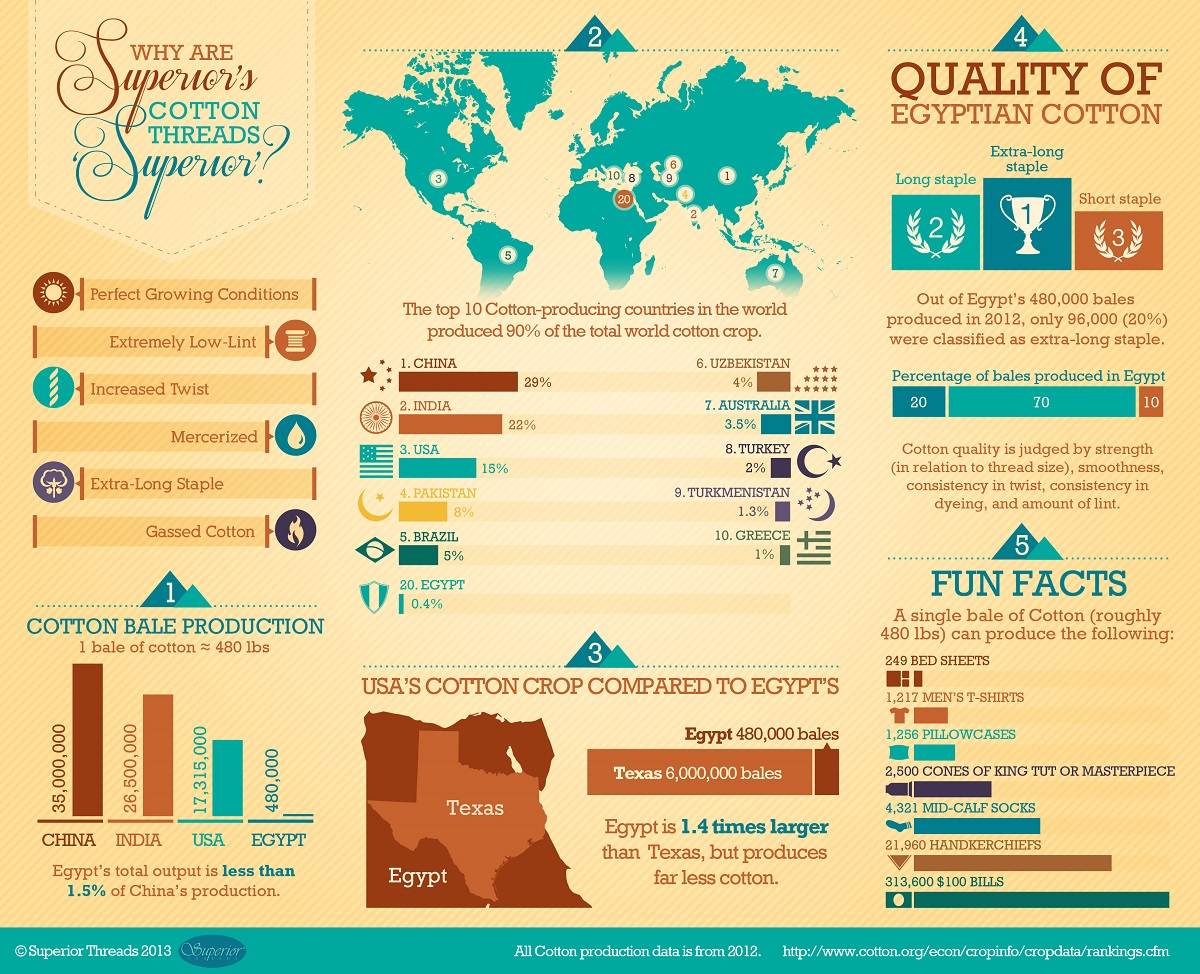 WHY ARE
Superior's
COTTON
THREADS
'Superior'?
Perfect Growing Conditions
Extremely Low-Lint
Increased Twist
Mercerized
Extra-Long Staple
Gassed Cotton
1
COTTON BALE PRODUCTION
1 bale of cotton ≈ 480 lbs
35,000,000
26,500,000
17,315,000
480,000
CHINA
INDIA
USA
EGYPT
Egypt's total output is less than
1.5% of China's production.
2
3
10
8
6
9
1
20
4
2
5
7
The top 10 Cotton-producing countries in the world
produced 90% of the total world cotton crop.
1. CHINA
29%
2. INDIA
22%
3. USA
15%
4. PAKISTAN
8%
5. BRAZIL
5%
20. EGYPT
0.4%
6. UZBEKISTAN
4%
7. AUSTRALIA
3.5%
8. TURKEY
2%
9. TURKMENISTAN
1.3%
10. GREECE
1%
3
USA'S COTTON CROP COMPARED TO EGYPT'S
Texas
Egypt
Egypt 480,000 bales
Texas 6,000,000 bales
Egypt is 1.4 times larger
than Texas, but produces
far less cotton.
4
QUALITY OF
EGYPTIAN COTTON
Long staple
Extra-long
staple
Short staple
2
1
3
Out of Egypt's 480,000 bales
produced in 2012, only 96,000 (20%)
were classified as extra-long staple.
Percentage of bales produced in Egypt
20
70
10
Cotton quality is judged by strength
(in relation to thread size), smoothness,
consistency in twist, consistency in
dyeing, and amount of lint.
5
FUN FACTS
A single bale of Cotton (roughly
480 lbs) can produce the following:
249 BED SHEETS
1,217 MEN'S T-SHIRTS
1,256 PILLOWCASES
2,500 CONES OF KING TUT OR MASTERPIECE
4,321 MID-CALF SOCKS
21,960 HANDKERCHIEFS
313,600 $100 BILLS
© Superior Threads 2013
Superior
All Cotton production data is from 2012.
http://www.cotton.org/econ/cropinfo/cropdata/rankings.cfm